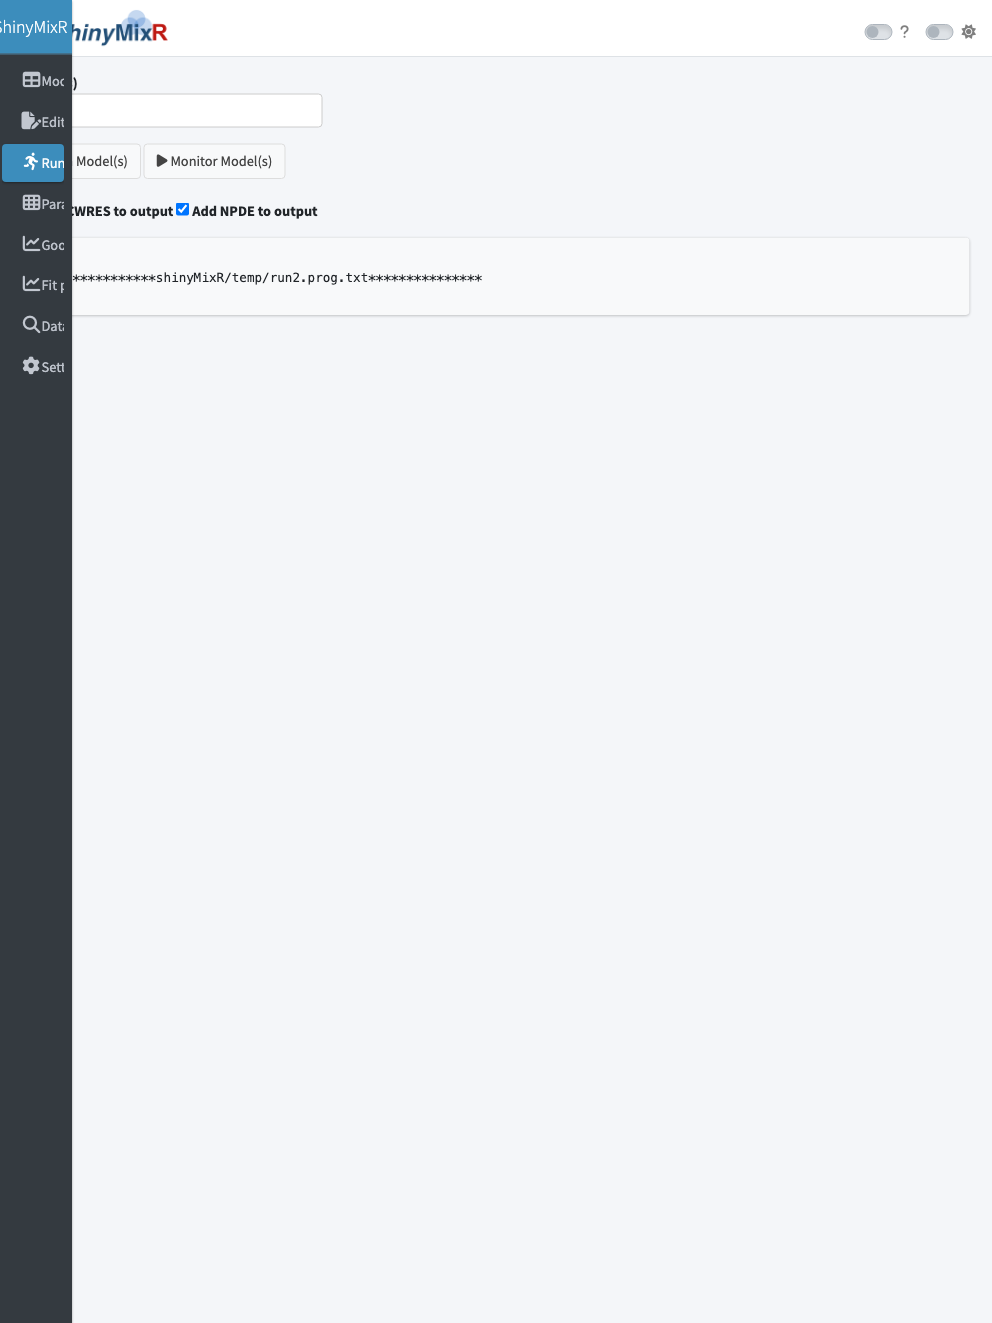 ShinyMixR hinyMixR ?
Moc )
Edit
Run Model(s) Monitor Model(s)
Para
CWRES to output Add NPDE to output
Goo
***********shinyMixR/temp/run2.prog.txt***************
Fit p
Data
Sett